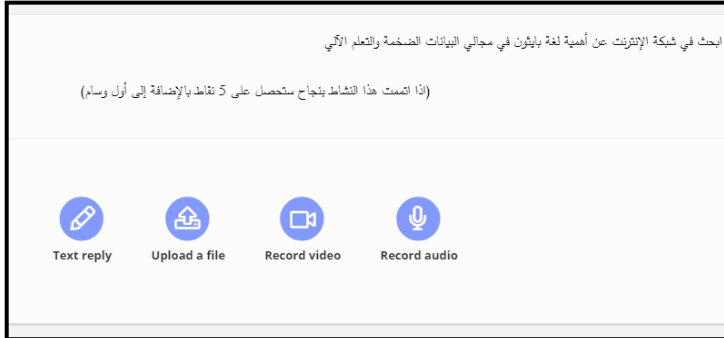 ابحث في شبكة الإنترنت عن أهمية لغة بايثون في مجالي البيانات الضخمة والتعلم الآلي
(اذا اتممت هذا النشاط بنجاح ستحصل على 5 نقاط بالإضافة إلى أول وسام)
Text reply Upload a file Record video Record audio